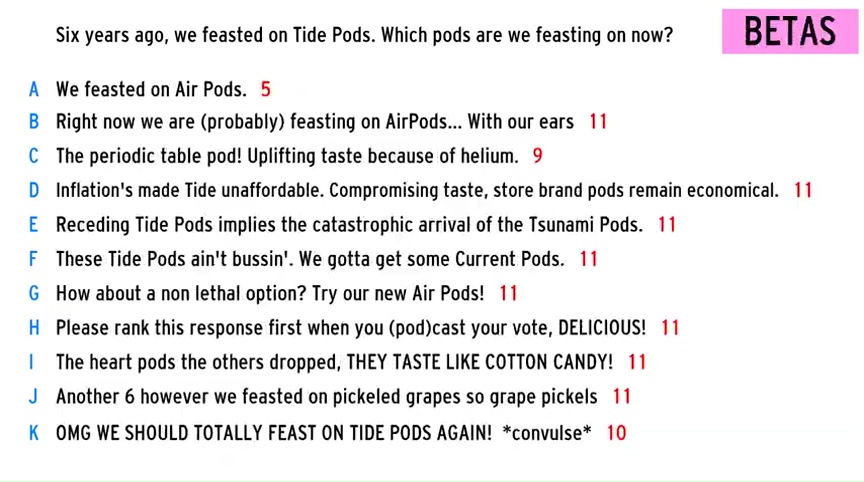 Six years ago, we feasted on Tide Pods. Which pods are we feasting on now?
BETAS
A We feasted on Air Pods. 5
B Right now we are (probably) feasting on AirPods... With our ears 11
C The periodic table pod! Uplifting taste because of helium. 9
D Inflation's made Tide unaffordable. Compromising taste, store brand pods remain economical. 11
E Receding Tide Pods implies the catastrophic arrival of the Tsunami Pods. 11
F These Tide Pods ain't bussin'. We gotta get some Current Pods. 11
G How about a non lethal option? Try our new Air Pods! 11
H Please rank this response first when you (pod)cast your vote, DELICIOUS! 11
I The heart pods the others dropped, THEY TASTE LIKE COTTON CANDY! 11
J Another 6 however we feasted on pickeled grapes so grape pickels 11
K OMG WE SHOULD TOTALLY FEAST ON TIDE PODS AGAIN! *convulse* 10